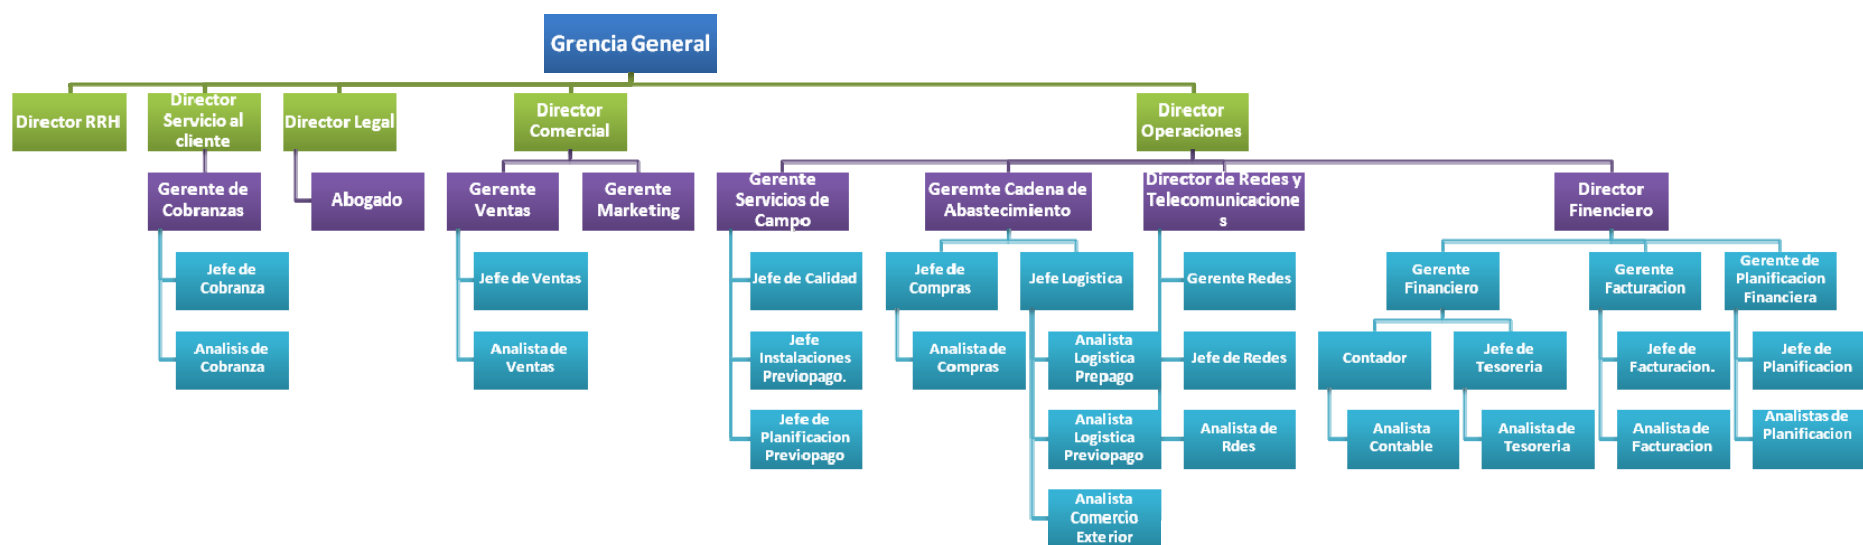 Grencia General
Director RRH
Director
Servicio al
cliente
Director Legal
Director
Comercial
Director
Operaciones
Gerente de
Cobranzas
Abogado
Gerente
Ventas
Gerente
Marketing
Gerente
Servicios de
Campo
Geremte Cadena de
Abastecimiento
Director de Redes y
Telecomunicacione
s
Director
Financiero
Jefe de
Cobranza
Jefe de Ventas
Jefe de Calidad
Jefe de
Compras
Jefe Logistica
Gerente Redes
Gerente
Financiero
Gerente
Facturacion
Gerente de
Planificacion
Financiera
Analisis de
Cobranza
Analista de
Ventas
Jefe
Instalaciones
Previopago.
Analista de
Compras
Analista
Logistica
Prepago
Jefe de Redes
Contador
Jefe de
Tesoreria
Jefe de
Facturacion.
Jefe de
Planificacion
Jefe de
Planificacion
Previopago
Analista
Logistica
Previopago
Analista de
Rdes
Analista
Contable
Analista de
Tesoreria
Analista de
Facturacion
Analistas de
Planificacion
Analista
Comercio
Exterior